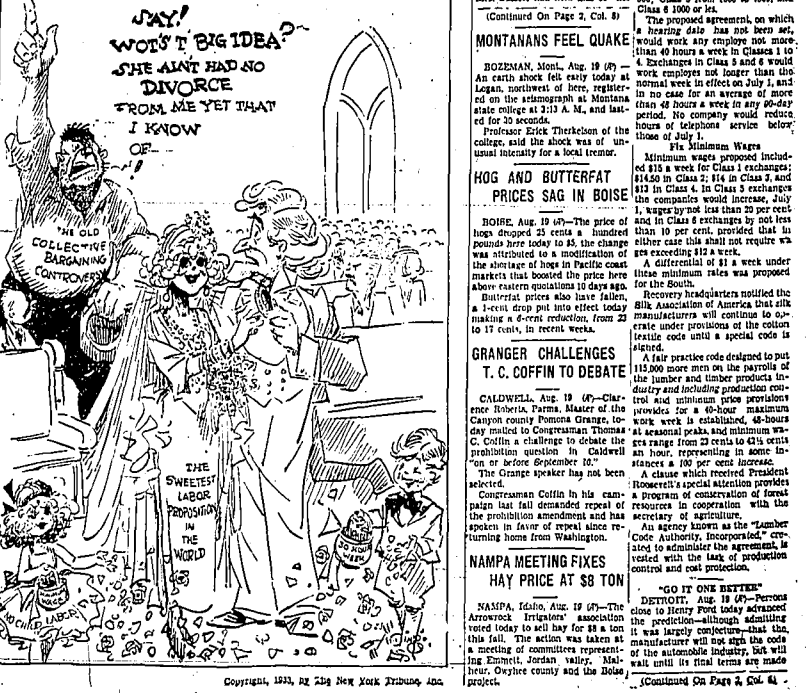 SAY!
WOT'S T' BIG IDEA?
SHE AINT HAD NO
DIVORCE
FROM ME YET THAT
I KNOW
OF--
!
THE OLD
COLLECTIVE
BARGAINING
CONTROVERSY
THE
SWEETEST
LABOR
PROPOSITION
IN THE
WORLD
30 HOUR
WEEK
WAGE
NO CHILD LABOR
Copyright, 1933, by The New York Tribune, Inc.
(Continued On Page 2, Col. 8)
MONTANANS FEEL QUAKE
BOZEMAN, Mont., Aug. 19 (AP)—
An earth shock felt early today at
Logan, northwest of here, register-
ed on the seismograph at Montana
state college at 3:13 A. M., and last-
ed for 30 seconds.
Professor Erick Therkelson of the
college, said the shock was of un-
usual intensity for a local tremor.
HOG AND BUTTERFAT
PRICES SAG IN BOISE
BOISE, Aug. 19 (AP)—The price of
hogs dropped 25 cents a hundred
pounds here today to $5, the change
was attributed to a modification of
the shortage of hogs in Pacific coast
markets that boosted the price here
above eastern quotations 10 days ago.
Butterfat prices also have fallen,
a 1-cent drop put into effect today
making a 6-cent reduction, from 23
to 17 cents, in recent weeks.
GRANGER CHALLENGES
T. C. COFFIN TO DEBATE
CALDWELL, Aug. 19 (AP)—Clar-
ence Roberts, Parma, Master of the
Canyon county Pomona Grange, to-
day mailed to Congressman Thomas
C. Coffin a challenge to debate the
prohibition question in Caldwell
"on or before September 10."
The Grange speaker has not been
selected.
Congressman Coffin in his cam-
paign last fall demanded repeal of
the prohibition amendment and has
spoken in favor of repeal since re-
turning home from Washington.
NAMPA MEETING FIXES
HAY PRICE AT $8 TON
NAMPA, Idaho, Aug. 19 (AP)—The
Arrowrock Irrigators' association
voted today to sell hay for $8 a ton
this fall. The action was taken at
a meeting of committees represent-
ing Emmett, Jordan valley, Mal-
heur, Owyhee county and the Boise
project.
Class 6 1000 or less.
The proposed agreement, on which
a hearing date has not been set,
would work any employe not more
than 40 hours a week in Classes 1 to
4. Exchanges in Class 5 and 6 would
work employes not longer than the
normal week in effect on July 1, and
in no case for an average of more
than 48 hours a week in any 90-day
period. No company would reduce
hours of telephone service below
those of July 1.
Fix Minimum Wages
Minimum wages proposed includ-
ed $15 a week for Class 1 exchanges;
$14.50 in Class 2; $14 in Class 3, and
$13 in Class 4. In Class 5 exchanges
the companies would increase, July
1, wages by not less than 20 per cent
and in Class 6 exchanges by not less
than 10 per cent, provided that in
either case this shall not require wa-
ges exceeding $12 a week.
A differential of $1 a week under
these minimum rates was proposed
for the South.
Recovery headquarters notified the
Silk Association of America that silk
manufacturers will continue to op-
erate under provisions of the cotton
textile code until a special code is
signed.
A fair practice code designed to put
115,000 more men on the payrolls of
the lumber and timber products in-
dustry and including production con-
trol and minimum price provisions
provides for a 40-hour maximum
work week is established, 48-hours
at seasonal peaks, and minimum wa-
ges range from 23 cents to 42½ cents
an hour, representing in some in-
stances a 100 per cent increase.
A clause which received President
Roosevelt's special attention provides
a program of conservation of forest
resources in cooperation with the
secretary of agriculture.
An agency known as the "Lumber
Code Authority, Incorporated," cre-
ated to administer the agreement, is
vested with the task of production
control and cost protection.
"GO IT ONE BETTER"
DETROIT, Aug. 19 (AP)—Persons
close to Henry Ford today advanced
the prediction—although admitting
it was largely conjecture—that the
manufacturer will not sign the code
of the automobile industry, but will
wait until its final terms are made
(Continued On Page 2, Col. 6)